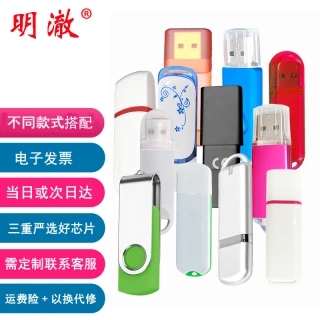 明澈®
不同款式搭配
电子发票
当日或次日达
三重严选好芯片
需定制联系客服
运费险+以换代修
CE